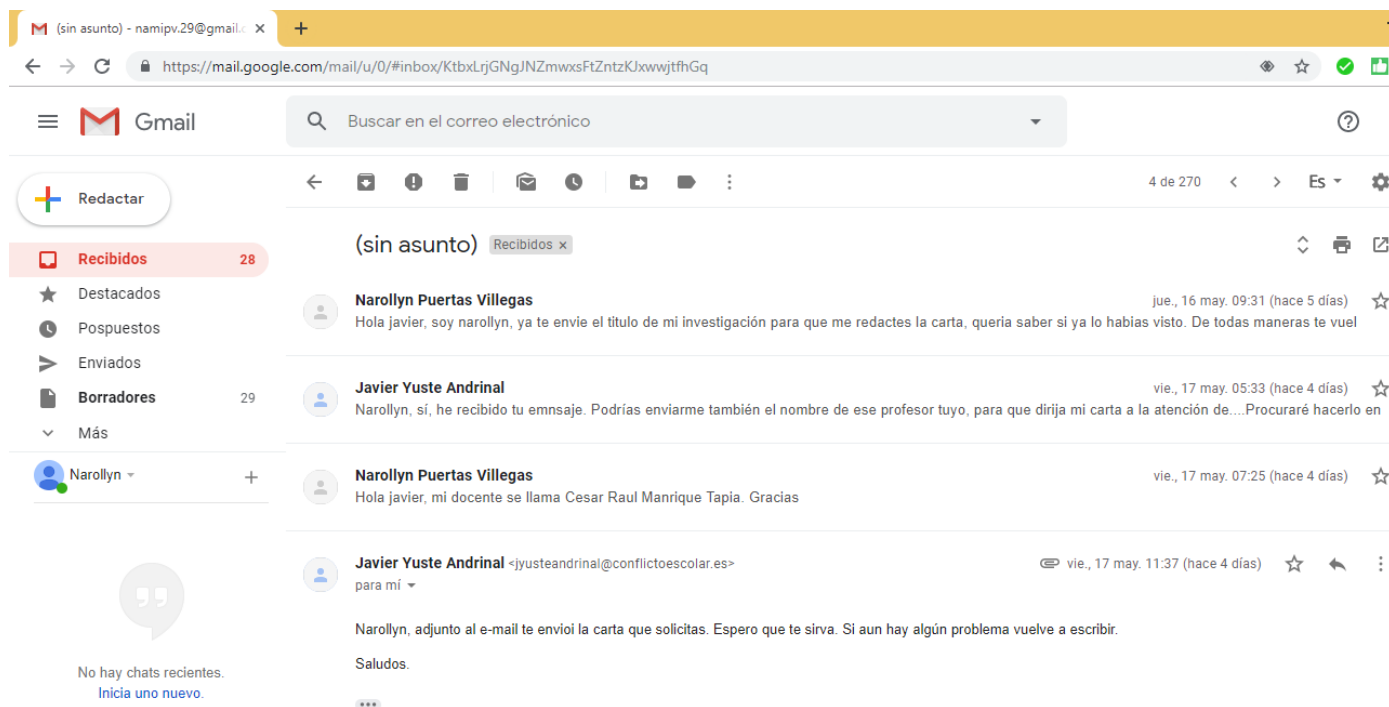 (sin asunto) - namipv.29@gmail.c
https://mail.google.com/mail/u/0/#inbox/KtbxLrjGNgJNZmwxsFtZntzKJxwwjtfhGq
Gmail
Buscar en el correo electrónico
Redactar
4 de 270
Es
(sin asunto) Recibidos x
Recibidos 28
Destacados
Pospuestos
Enviados
Borradores 29
Más
Narollyn
No hay chats recientes.
Inicia uno nuevo.
Narollyn Puertas Villegas jue., 16 may. 09:31 (hace 5 días)
Hola javier, soy narollyn, ya te envie el titulo de mi investigación para que me redactes la carta, queria saber si ya lo habias visto. De todas maneras te vuel
Javier Yuste Andrinal vie., 17 may. 05:33 (hace 4 días)
Narollyn, sí, he recibido tu emnsaje. Podrías enviarme también el nombre de ese profesor tuyo, para que dirija mi carta a la atención de....Procuraré hacerlo en
Narollyn Puertas Villegas vie., 17 may. 07:25 (hace 4 días)
Hola javier, mi docente se llama Cesar Raul Manrique Tapia. Gracias
Javier Yuste Andrinal <jyusteandrinal@conflictoescolar.es> vie., 17 may. 11:37 (hace 4 días)
para mí
Narollyn, adjunto al e-mail te envioi la carta que solicitas. Espero que te sirva. Si aun hay algún problema vuelve a escribir.
Saludos.